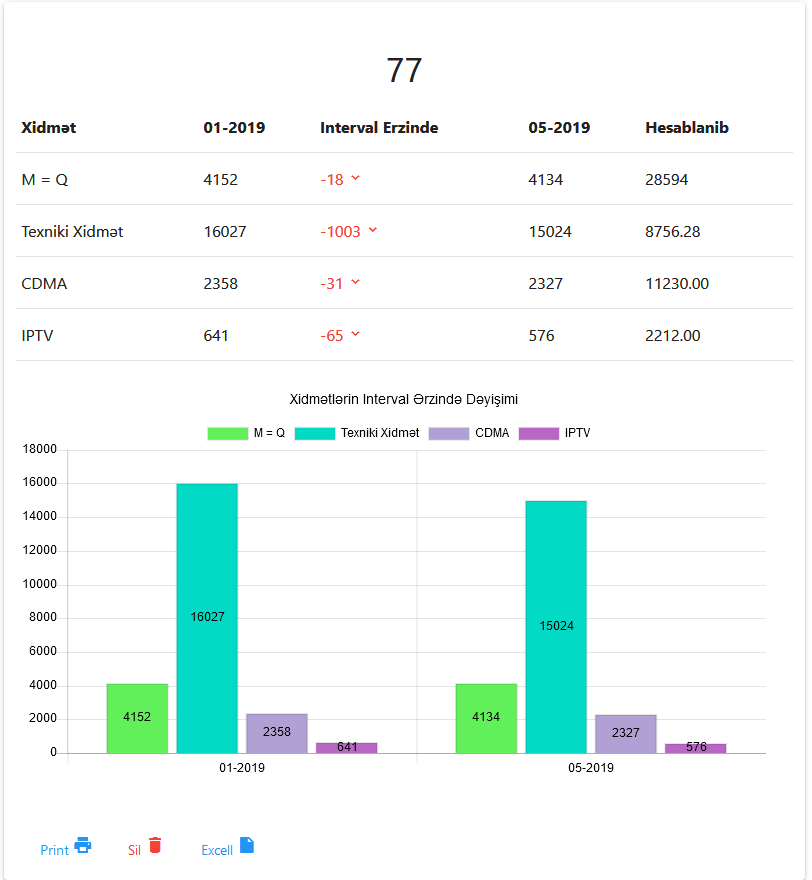 77
Xidmət 01-2019 Interval Erzinde 05-2019 Hesablanib
M = Q 4152 -18 4134 28594
Texniki Xidmət 16027 -1003 15024 8756.28
CDMA 2358 -31 2327 11230.00
IPTV 641 -65 576 2212.00
Xidmətlərin Interval Ərzində Dəyişimi
M = Q Texniki Xidmət CDMA IPTV
18000
16000
14000
12000
10000
8000
6000
4000
2000
0
4152 16027 2358 641 4134 15024 2327 576
01-2019 05-2019
Print Sil Excell